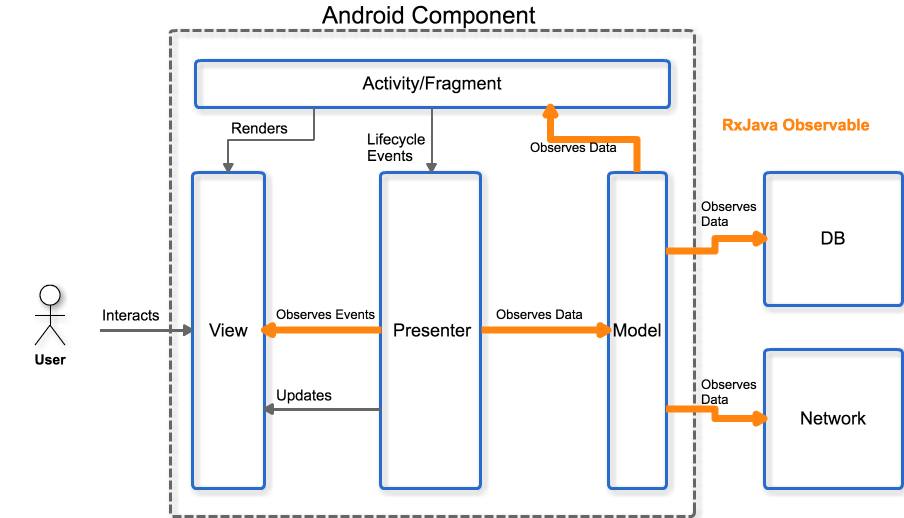 Android Component
Activity/Fragment
Renders
Lifecycle
Events
Observes Data
RxJava Observable
Observes
Data
DB
Interacts
User
View
Observes Events
Presenter
Observes Data
Model
Updates
Observes
Data
Network